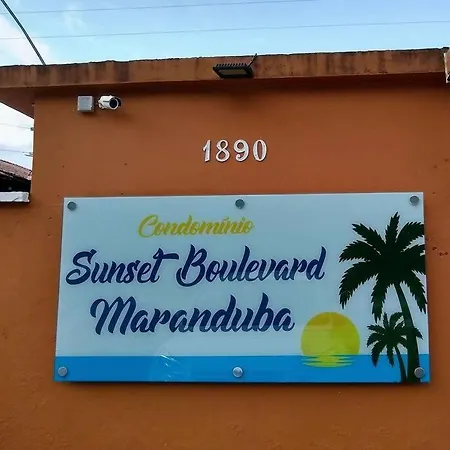 1890
Condomínio
Sunset Boulevard
Maranduba